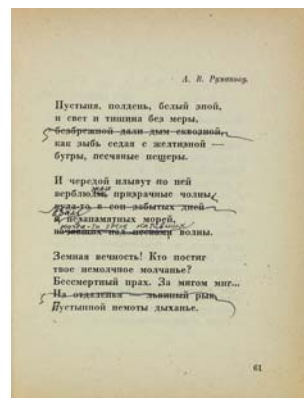 А. В. Румянову.
Пустыня, полдень, белый зной,
и свет и тишина без меры,
безбрежной дали дым сквозной,
как зыбь седая с желтизной —
бугры, песчаные пещеры.
И чередой плывут по ней
верблюды, призрачные челны,
куда-то в сон забытых дней
незапамятных морей,
волны.
Земная вечность! Кто постиг
твое немолчное молчанье?
Бессмертный прах. За мигом миг...
На отдаленья львиный рык,
Пустынной немоты дыханье.
61